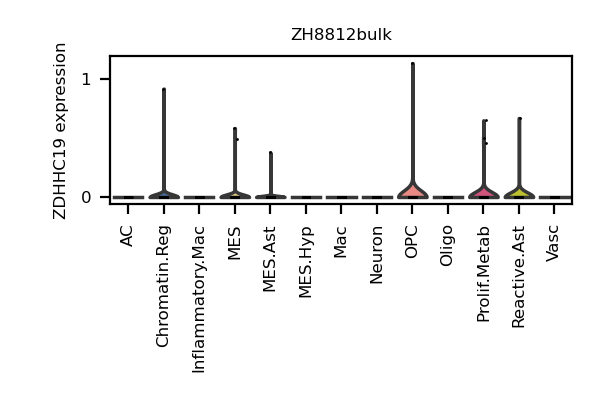 ZH8812bulk
ZDHHC19 expression
1
0
AC
Chromatin.Reg
Inflammatory.Mac
MES
MES.Ast
MES.Hyp
Mac
Neuron
OPC
Oligo
Prolif.Metab
Reactive.Ast
Vasc